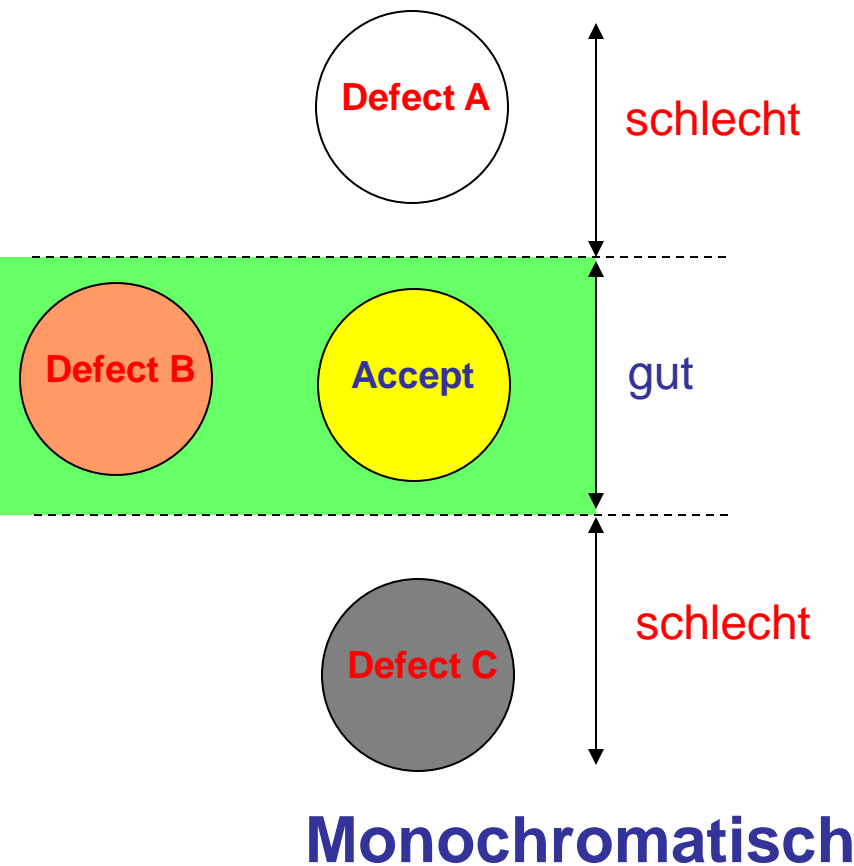 Defect A
schlecht
Defect B
Accept
gut
schlecht
Defect C
Monochromatisch